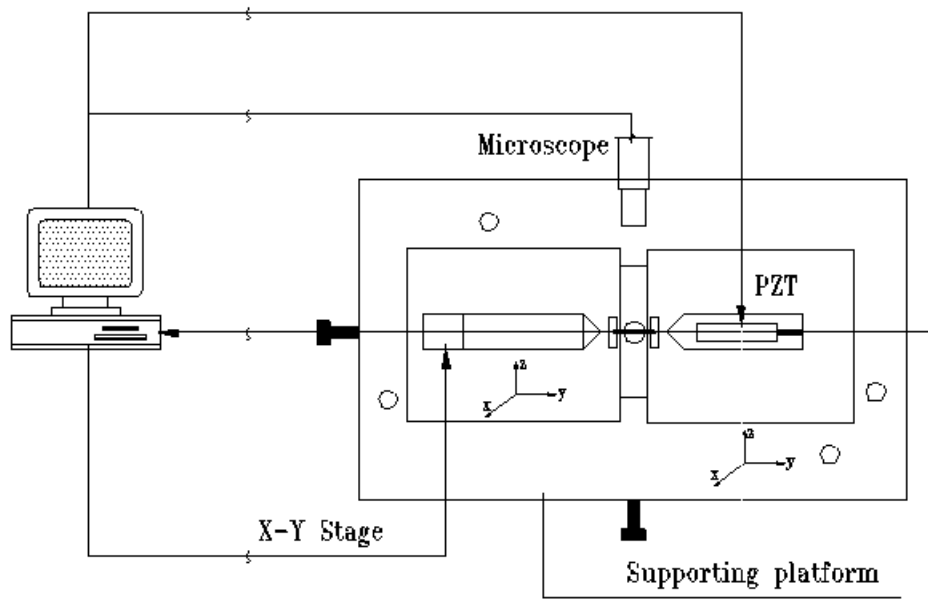 Microscope
PZT
z
y
x
z
y
x
X-Y Stage
Supporting platform